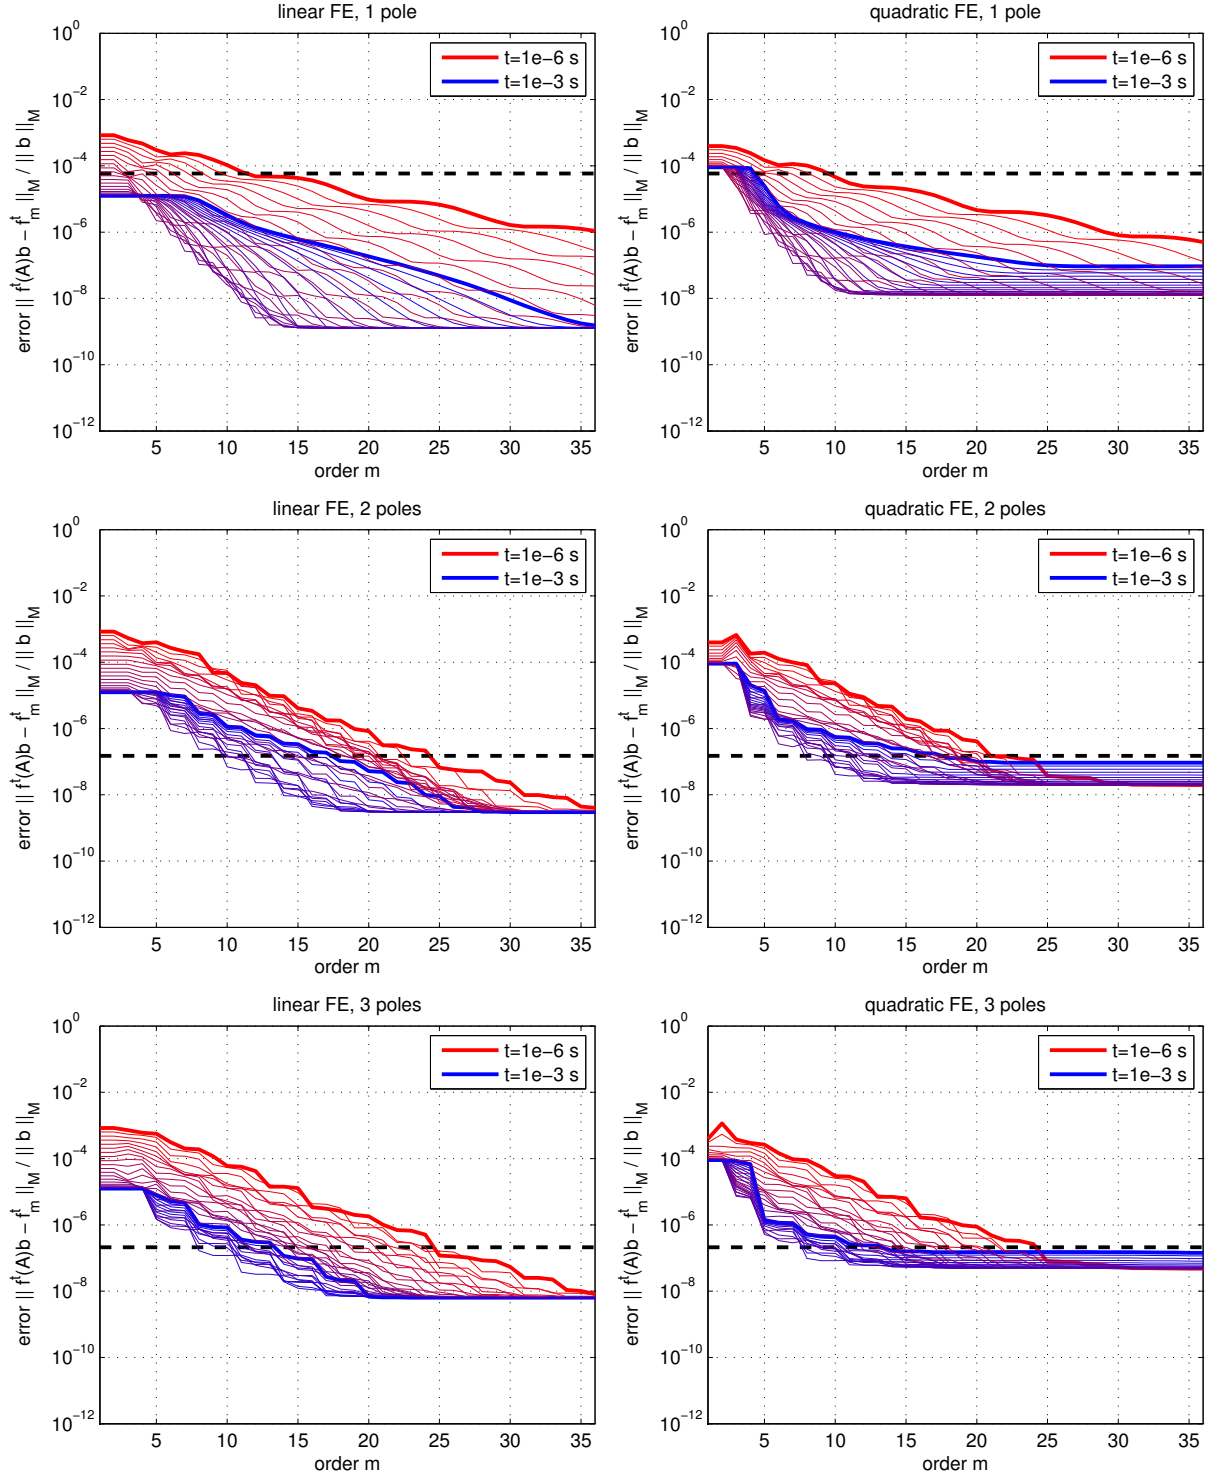 linear FE, 1 pole
10^0
10^-2
10^-4
10^-6
10^-8
10^-10
10^-12
error || f^t(A)b − f_m^t ||_M / || b ||_M
t=1e−6 s
t=1e−3 s
5 10 15 20 25 30 35
order m
quadratic FE, 1 pole
10^0
10^-2
10^-4
10^-6
10^-8
10^-10
10^-12
error || f^t(A)b − f_m^t ||_M / || b ||_M
t=1e−6 s
t=1e−3 s
5 10 15 20 25 30 35
order m
linear FE, 2 poles
10^0
10^-2
10^-4
10^-6
10^-8
10^-10
10^-12
error || f^t(A)b − f_m^t ||_M / || b ||_M
t=1e−6 s
t=1e−3 s
5 10 15 20 25 30 35
order m
quadratic FE, 2 poles
10^0
10^-2
10^-4
10^-6
10^-8
10^-10
10^-12
error || f^t(A)b − f_m^t ||_M / || b ||_M
t=1e−6 s
t=1e−3 s
5 10 15 20 25 30 35
order m
linear FE, 3 poles
10^0
10^-2
10^-4
10^-6
10^-8
10^-10
10^-12
error || f^t(A)b − f_m^t ||_M / || b ||_M
t=1e−6 s
t=1e−3 s
5 10 15 20 25 30 35
order m
quadratic FE, 3 poles
10^0
10^-2
10^-4
10^-6
10^-8
10^-10
10^-12
error || f^t(A)b − f_m^t ||_M / || b ||_M
t=1e−6 s
t=1e−3 s
5 10 15 20 25 30 35
order m